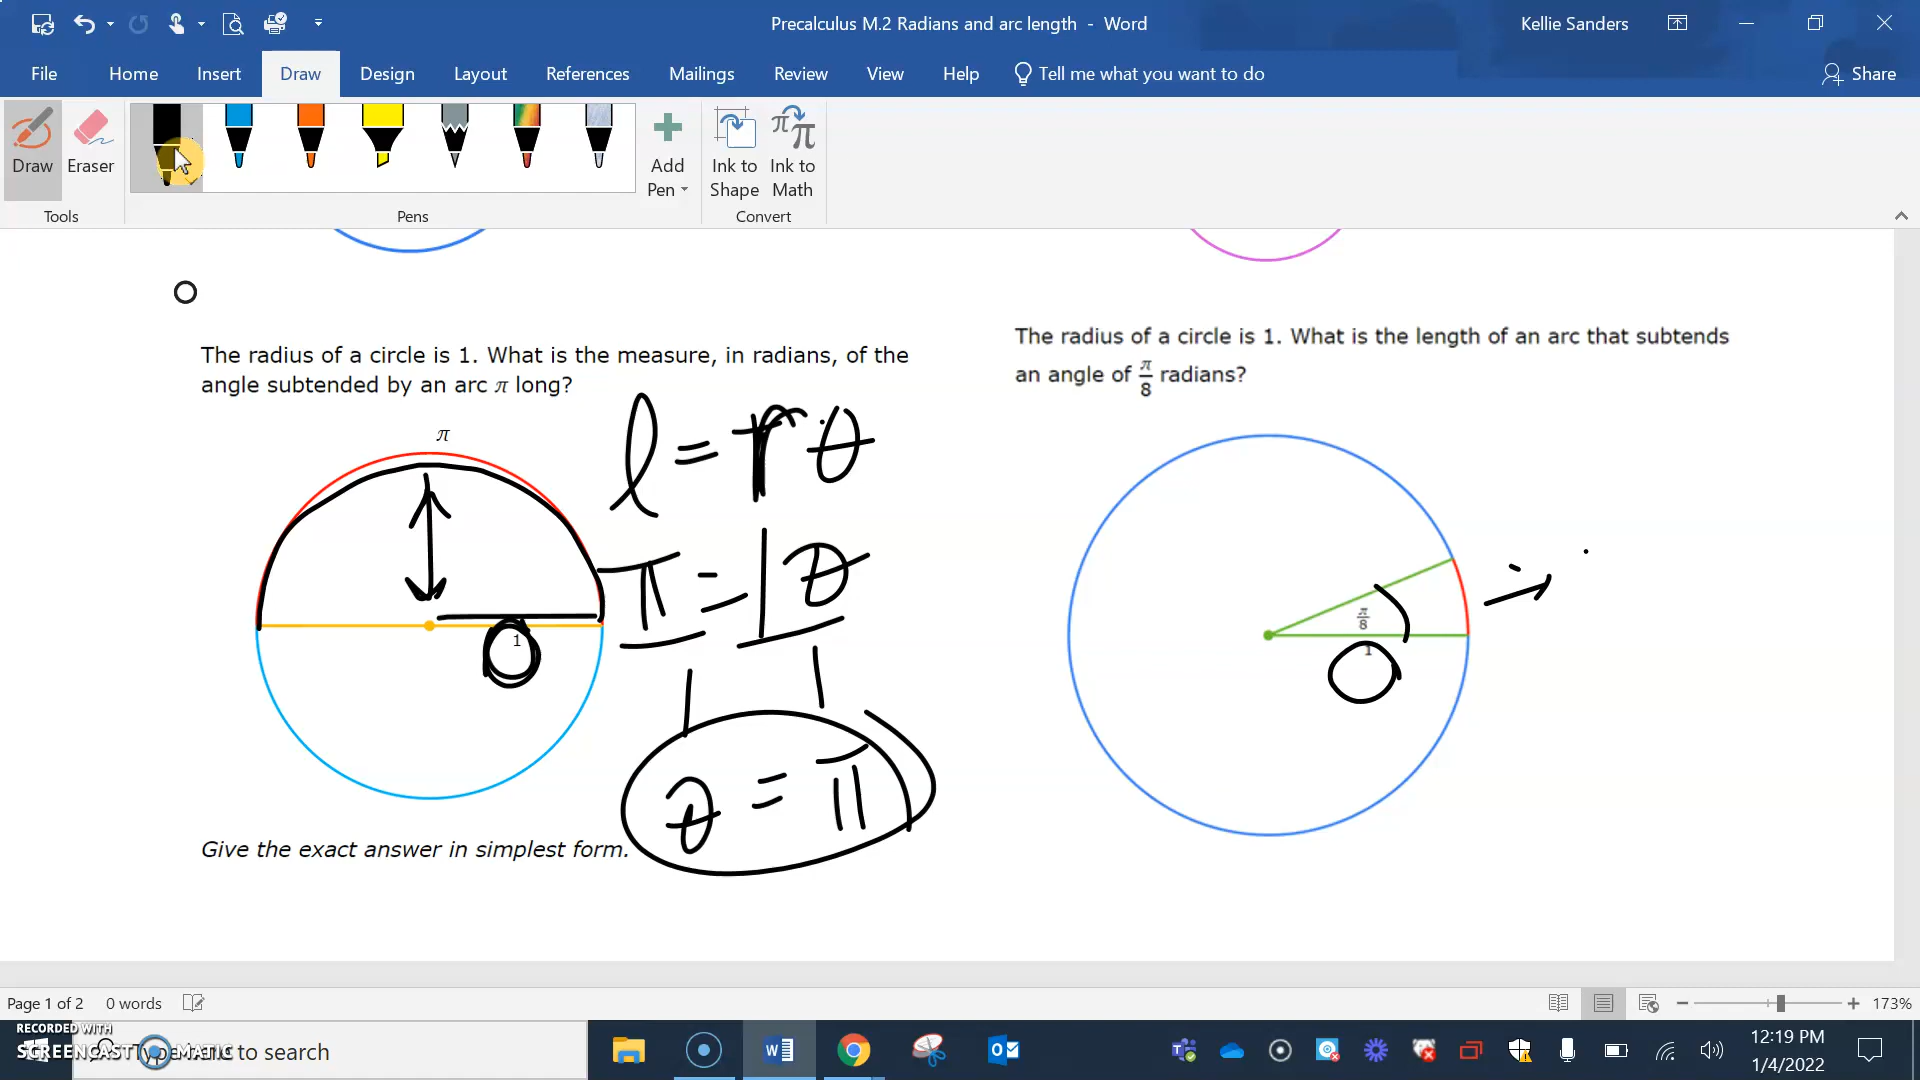 Precalculus M.2 Radians and arc length - Word
Kellie Sanders
File Home Insert Draw Design Layout References Mailings Review View Help Tell me what you want to do Share
Draw Eraser
Add Pen
Ink to Shape
Ink to Math
Tools Pens Convert
The radius of a circle is 1. What is the measure, in radians, of the
angle subtended by an arc π long?
π
1
l = rθ
π = 1θ
1 1
θ = π
Give the exact answer in simplest form.
The radius of a circle is 1. What is the length of an arc that subtends
an angle of π/8 radians?
π/8
1
Page 1 of 2 0 words 173%
RECORDED WITH
SCREENCAST MATIC
Type here to search
12:19 PM
1/4/2022